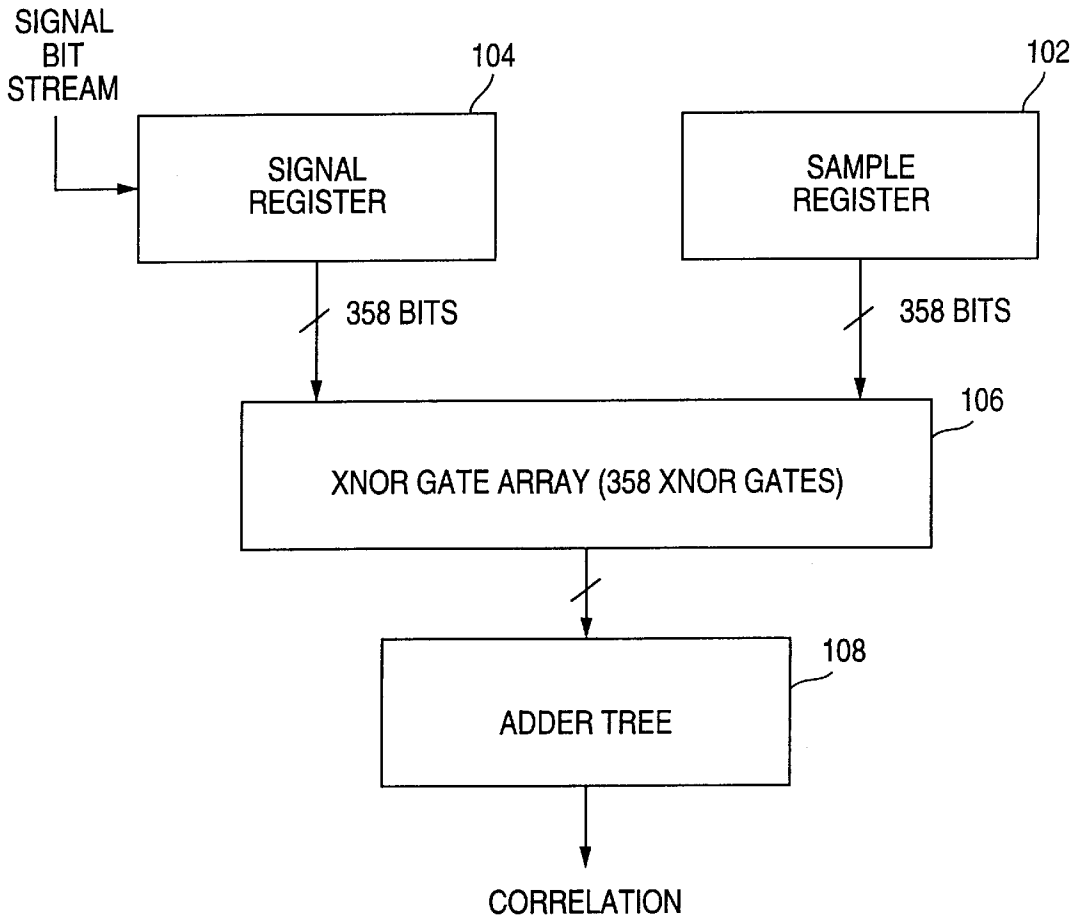 SIGNAL
BIT
STREAM
104
102
SIGNAL
REGISTER
SAMPLE
REGISTER
358 BITS
358 BITS
106
XNOR GATE ARRAY (358 XNOR GATES)
108
ADDER TREE
CORRELATION